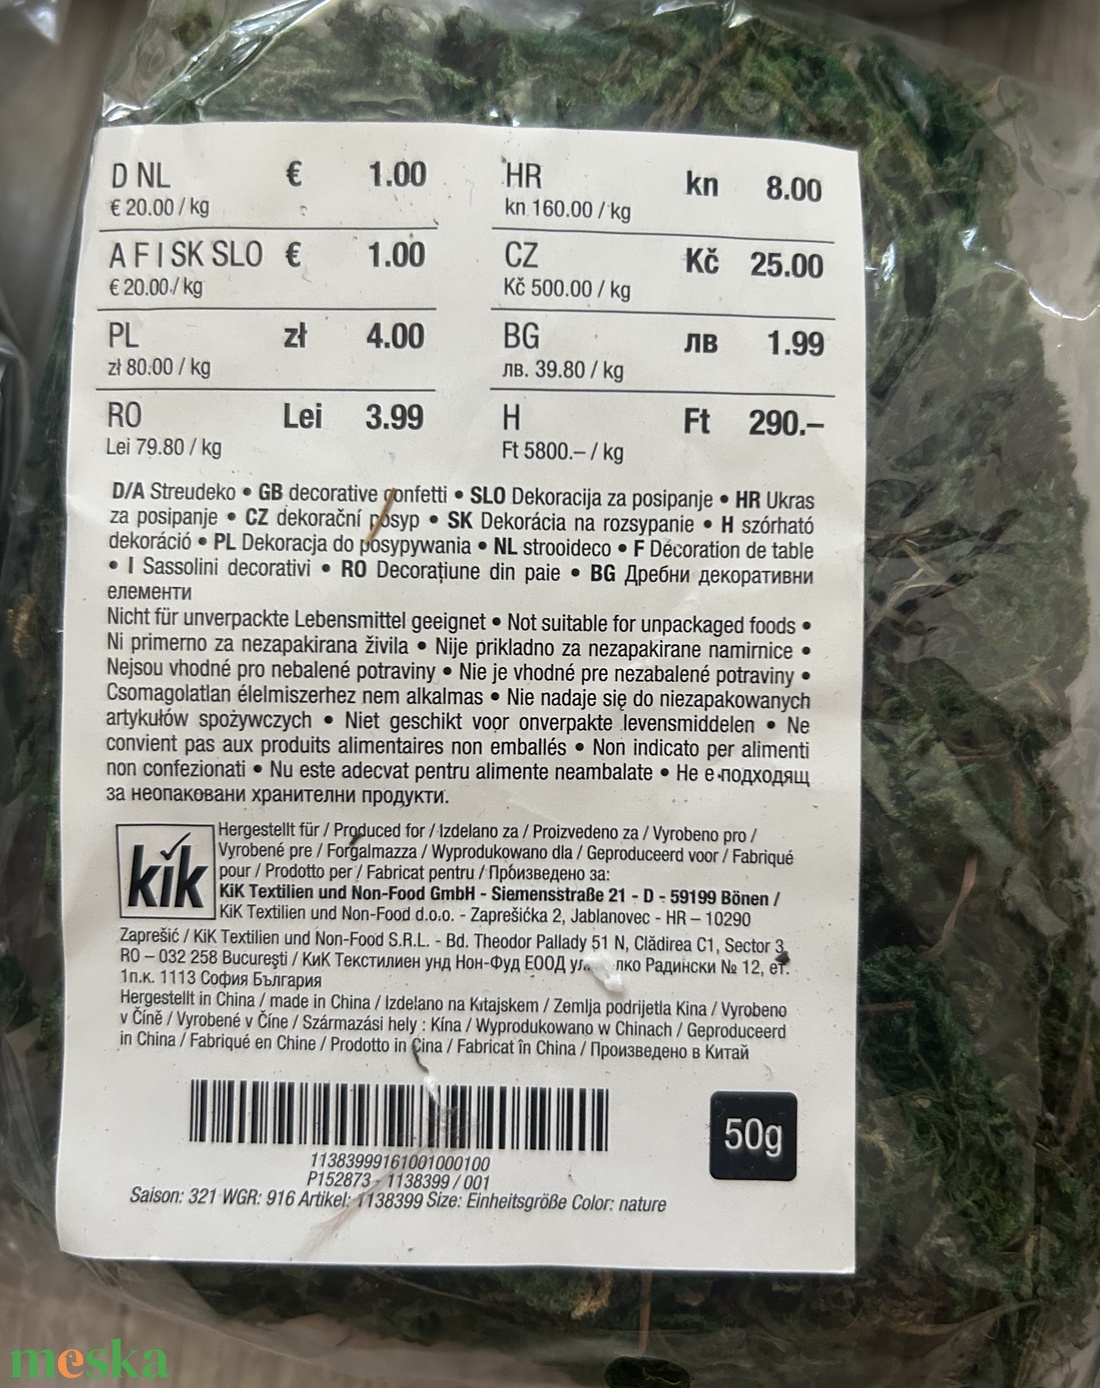 D NL € 1.00
€ 20.00 / kg
A F I SK SLO € 1.00
€ 20.00 / kg
PL zł 4.00
zł 80.00 / kg
RO Lei 3.99
Lei 79.80 / kg
HR kn 8.00
kn 160.00 / kg
CZ Kč 25.00
Kč 500.00 / kg
BG лв 1.99
лв. 39.80 / kg
H Ft 290.–
Ft 5800.– / kg
D/A Streudeko • GB decorative confetti • SLO Dekoracija za posipanje • HR Ukras
za posipanje • CZ dekorační posyp • SK Dekorácia na rozsypanie • H szórható
dekoráció • PL Dekoracja do posypywania • NL strooideco • F Décoration de table
• I Sassolini decorativi • RO Decorațiune din paie • BG Дребни декоративни
елементи
Nicht für unverpackte Lebensmittel geeignet • Not suitable for unpackaged foods •
Ni primerno za nezapakirana živila • Nije prikladno za nezapakirane namirnice •
Nejsou vhodné pro nebalené potraviny • Nie je vhodné pre nezabalené potraviny •
Csomagolatlan élelmiszerhez nem alkalmas • Nie nadaje się do niezapakowanych
artykułów spożywczych • Niet geschikt voor onverpakte levensmiddelen • Ne
convient pas aux produits alimentaires non emballés • Non indicato per alimenti
non confezionati • Nu este adecvat pentru alimente neambalate • Не е подходящ
за неопаковани хранителни продукти.
kik
Hergestellt für / Produced for / Izdelano za / Proizvedeno za / Vyrobeno pro /
Vyrobené pre / Forgalmazza / Wyprodukowano dla / Geproduceerd voor / Fabriqué
pour / Prodotto per / Fabricat pentru / Произведено за:
KiK Textilien und Non-Food GmbH - Siemensstraße 21 - D - 59199 Bönen /
KiK Textilien und Non-Food d.o.o. - Zaprešićka 2, Jablanovec - HR – 10290
Zaprešić / KiK Textilien und Non-Food S.R.L. - Bd. Theodor Pallady 51 N, Clădirea C1, Sector 3,
RO – 032 258 Bucureşti / КиК Текстилиен унд Нон-Фуд ЕООД Радински № 12, ет.
1п.к. 1113 София България
Hergestellt in China / made in China / Izdelano na Kitajskem / Zemlja podrijetla Kina / Vyrobeno
v Číně / Vyrobené v Číne / Származási hely : Kína / Wyprodukowano w Chinach / Geproduceerd
in China / Fabriqué en Chine / Prodotto in Cina / Fabricat în China / Произведено в Китай
11383999161001000100
P152873 - 1138399 / 001
Saison: 321 WGR: 916 Artikel: 1138399 Size: Einheitsgröße Color: nature
50g
meska